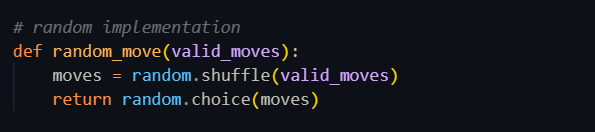 # random implementation
def random_move(valid_moves):
    moves = random.shuffle(valid_moves)
    return random.choice(moves)